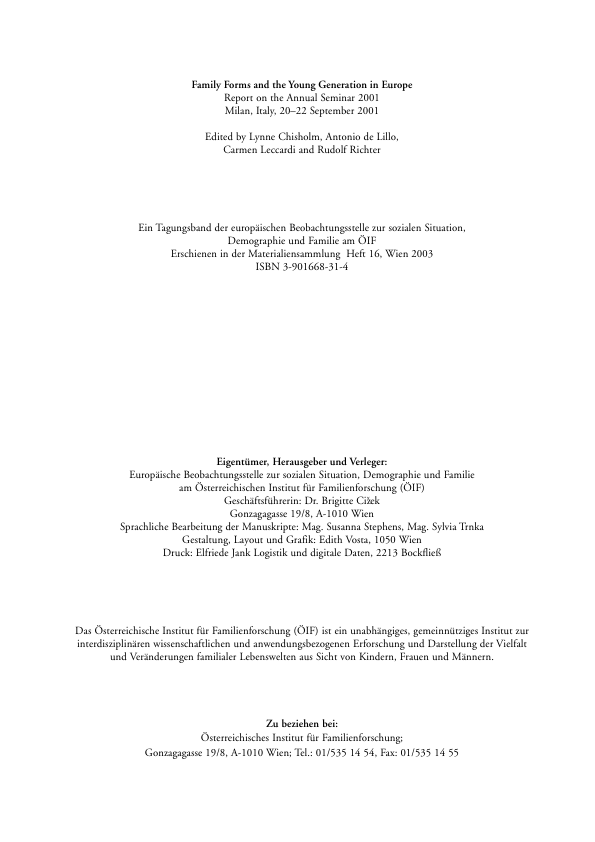 Family Forms and the Young Generation in Europe
Report on the Annual Seminar 2001
Milan, Italy, 20–22 September 2001
Edited by Lynne Chisholm, Antonio de Lillo,
Carmen Leccardi and Rudolf Richter
Ein Tagungsband der europäischen Beobachtungsstelle zur sozialen Situation,
Demographie und Familie am ÖIF
Erschienen in der Materialiensammlung Heft 16, Wien 2003
ISBN 3-901668-31-4
Eigentümer, Herausgeber und Verleger:
Europäische Beobachtungsstelle zur sozialen Situation, Demographie und Familie
am Österreichischen Institut für Familienforschung (ÖIF)
Geschäftsführerin: Dr. Brigitte Cižek
Gonzagagasse 19/8, A-1010 Wien
Sprachliche Bearbeitung der Manuskripte: Mag. Susanna Stephens, Mag. Sylvia Trnka
Gestaltung, Layout und Grafik: Edith Vosta, 1050 Wien
Druck: Elfriede Jank Logistik und digitale Daten, 2213 Bockfließ
Das Österreichische Institut für Familienforschung (ÖIF) ist ein unabhängiges, gemeinnütziges Institut zur
interdisziplinären wissenschaftlichen und anwendungsbezogenen Erforschung und Darstellung der Vielfalt
und Veränderungen familialer Lebenswelten aus Sicht von Kindern, Frauen und Männern.
Zu beziehen bei:
Österreichisches Institut für Familienforschung;
Gonzagagasse 19/8, A-1010 Wien; Tel.: 01/535 14 54, Fax: 01/535 14 55